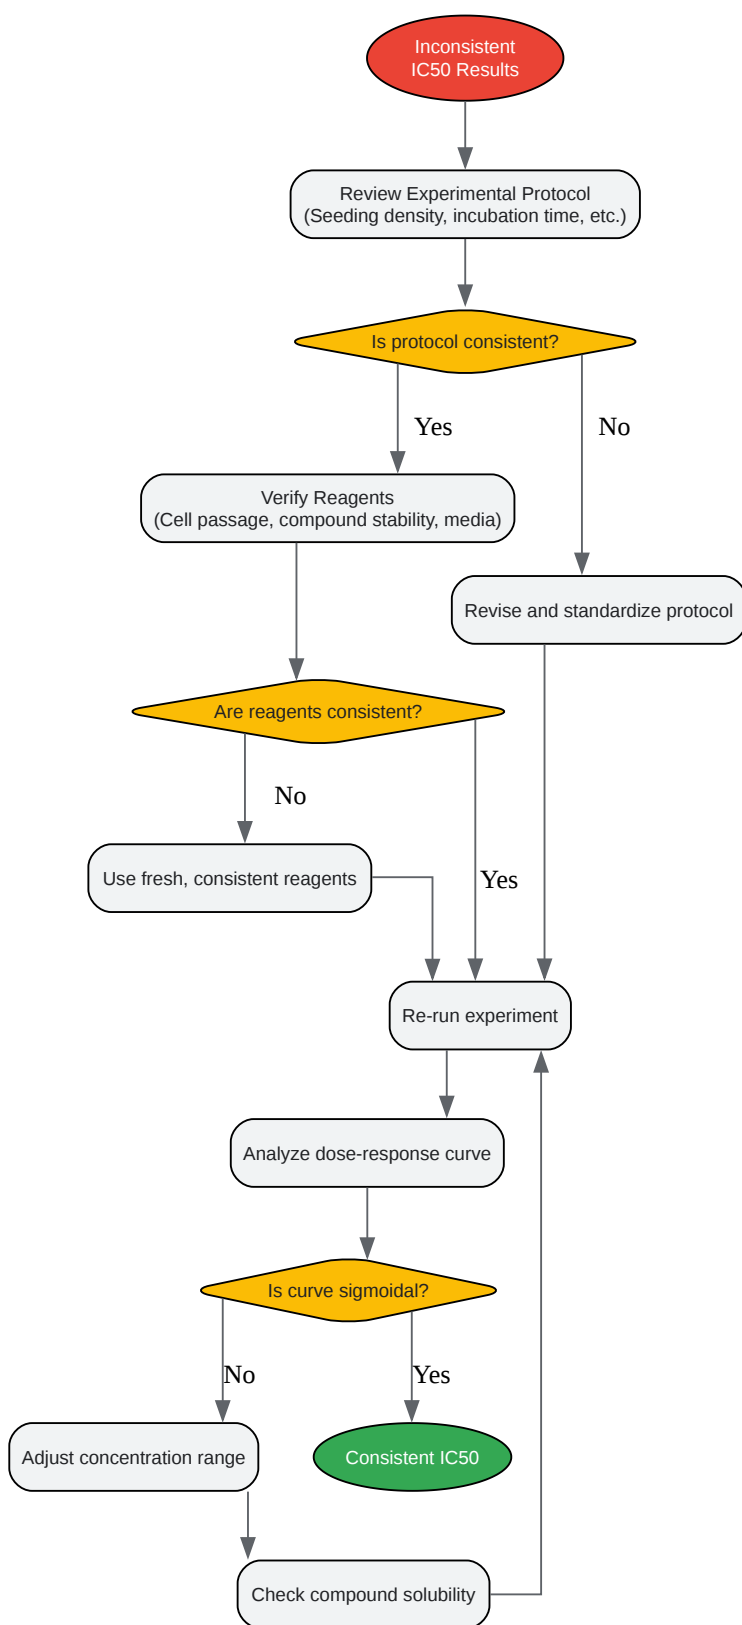 Inconsistent
IC50 Results
Review Experimental Protocol
(Seeding density, incubation time, etc.)
Is protocol consistent?
Yes
No
Verify Reagents
(Cell passage, compound stability, media)
Revise and standardize protocol
Are reagents consistent?
No
Use fresh, consistent reagents
Yes
Re-run experiment
Analyze dose-response curve
Is curve sigmoidal?
No
Yes
Adjust concentration range
Consistent IC50
Check compound solubility